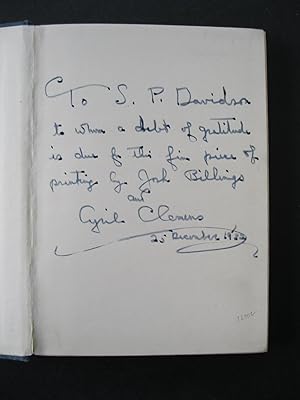 To S. P. Davidson
to whom a debt of gratitude
is due for this fine piece of
printing by Josh Billings
and
Cyril Clemens
25 December 1932